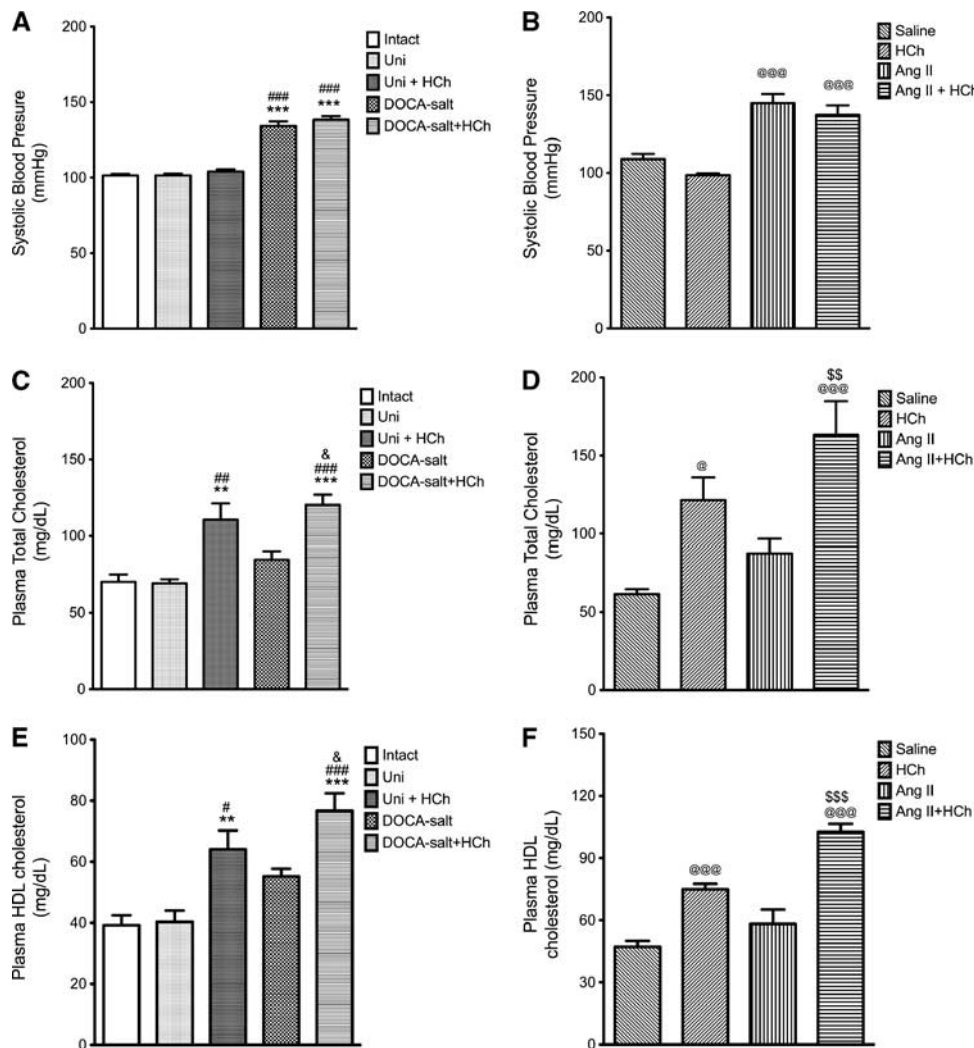 A
Systolic Blood Pressure
(mmHg)
200
150
100
50
0
###
***
###
***
Intact
Uni
Uni + HCh
DOCA-salt
DOCA-salt+HCh
B
Systolic Blood Pressure
(mmHg)
200
150
100
50
0
@@@
@@@
Saline
HCh
Ang II
Ang II + HCh
C
Plasma Total Cholesterol
(mg/dL)
200
150
100
50
0
##
**
&
###
***
Intact
Uni
Uni + HCh
DOCA-salt
DOCA-salt+HCh
D
Plasma Total Cholesterol
(mg/dL)
200
150
100
50
0
@
$$
@@@
Saline
HCh
Ang II
Ang II+HCh
E
Plasma HDL cholesterol
(mg/dL)
100
80
60
40
20
0
#
**
&
###
***
Intact
Uni
Uni + HCh
DOCA-salt
DOCA-salt+HCh
F
Plasma HDL
cholesterol (mg/dL)
150
120
90
60
30
0
@@@
$$$
@@@
Saline
HCh
Ang II
Ang II+HCh